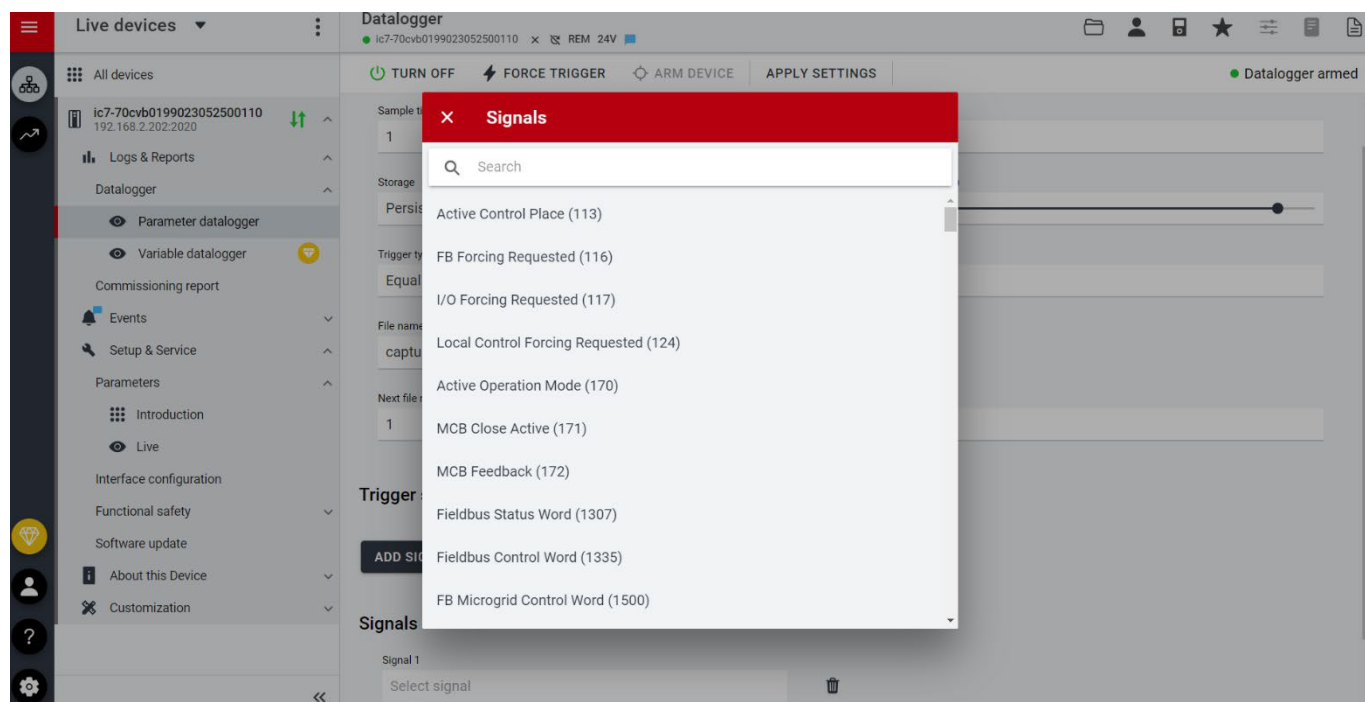 Live devices
Datalogger
ic7-70cvb0199023052500110 REM 24V
All devices
TURN OFF
FORCE TRIGGER
ARM DEVICE
APPLY SETTINGS
Datalogger armed
ic7-70cvb0199023052500110
192.168.2.202:2020
Logs & Reports
Datalogger
Parameter datalogger
Variable datalogger
Commissioning report
Events
Setup & Service
Parameters
Introduction
Live
Interface configuration
Functional safety
Software update
About this Device
Customization
Sample
1
Storage
Trigger
Equal
File name
Next file
1
Trigger
ADD
Signals
Signal 1
Select signal
Signals
Search
Active Control Place (113)
FB Forcing Requested (116)
I/O Forcing Requested (117)
Local Control Forcing Requested (124)
Active Operation Mode (170)
MCB Close Active (171)
MCB Feedback (172)
Fieldbus Status Word (1307)
Fieldbus Control Word (1335)
FB Microgrid Control Word (1500)